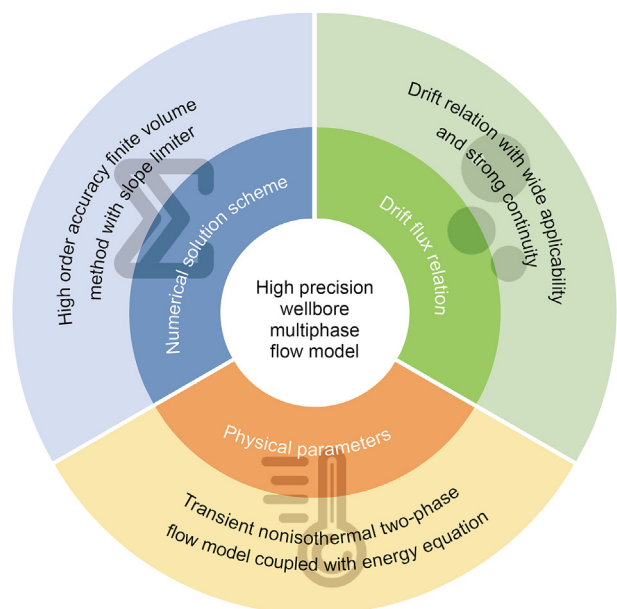 High order accuracy finite volume
method with slope limiter
Numerical solution scheme
Drift relation with wide applicability
and strong continuity
Drift flux relation
High precision
wellbore
multiphase
flow model
Physical parameters
Transient nonisothermal two-phase
flow model coupled with energy equation